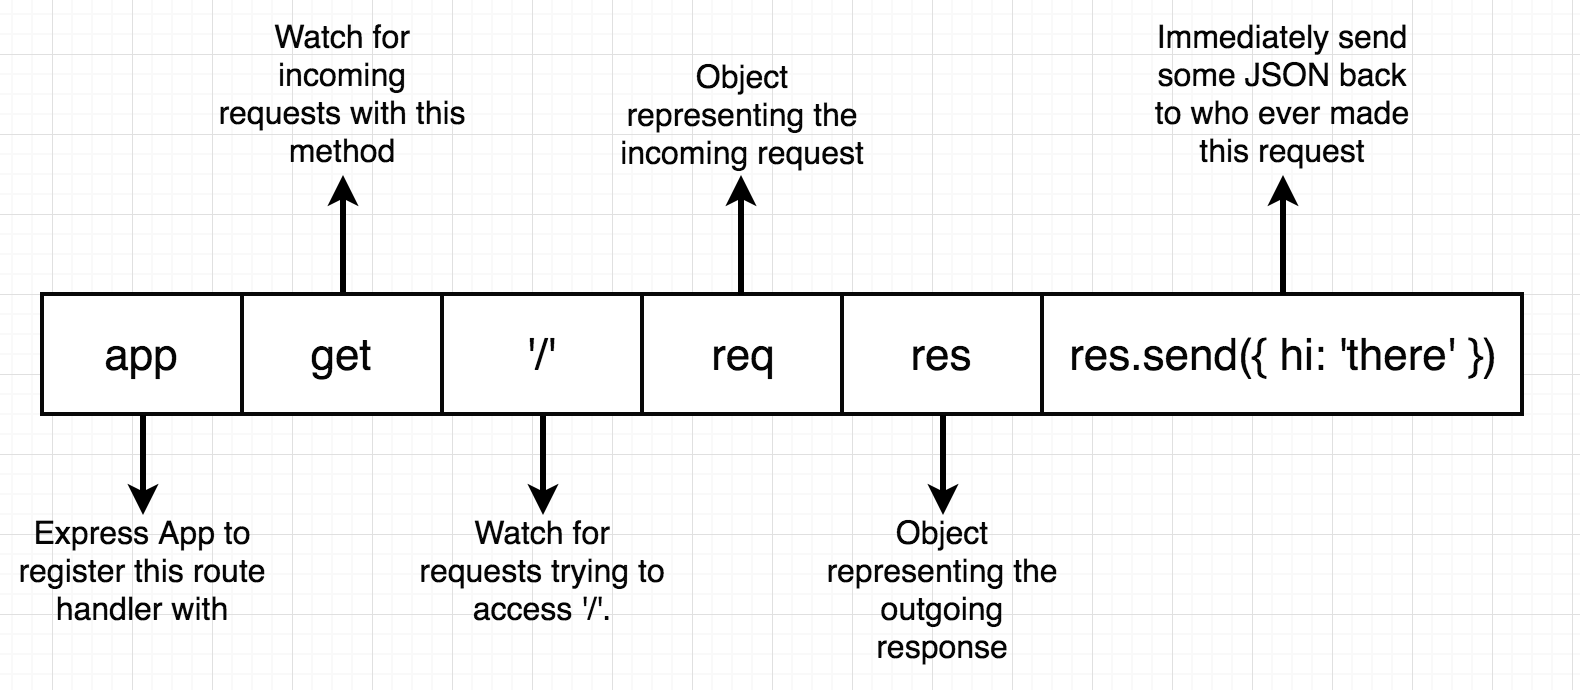 Watch for
incoming
requests with this
method
Object
representing the
incoming request
Immediately send
some JSON back
to who ever made
this request
app
get
'/'
req
res
res.send({ hi: 'there' })
Express App to
register this route
handler with
Watch for
requests trying to
access '/'.
Object
representing the
outgoing
response